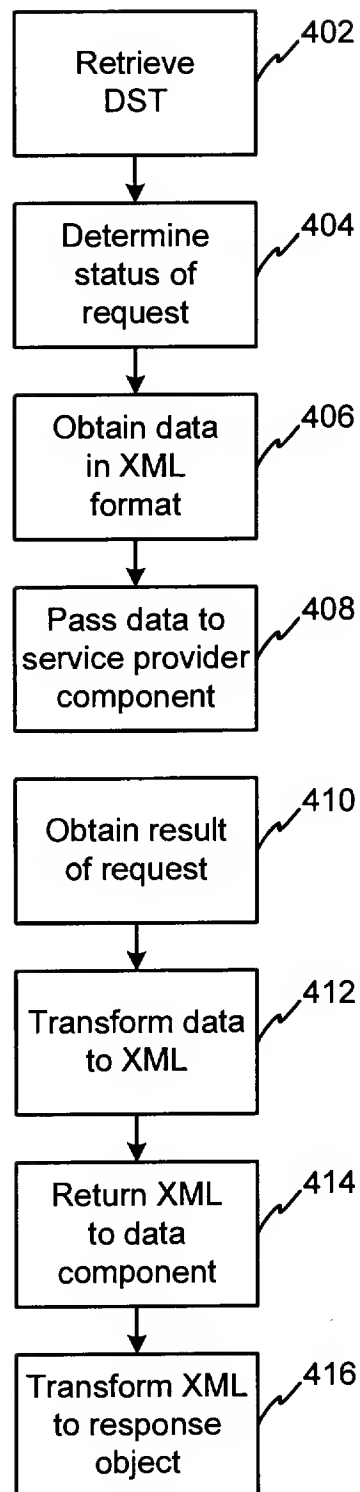 Retrieve
DST
402
Determine
status of
request
404
Obtain data
in XML
format
406
Pass data to
service provider
component
408
Obtain result
of request
410
Transform data
to XML
412
Return XML
to data
component
414
Transform XML
to response
object
416